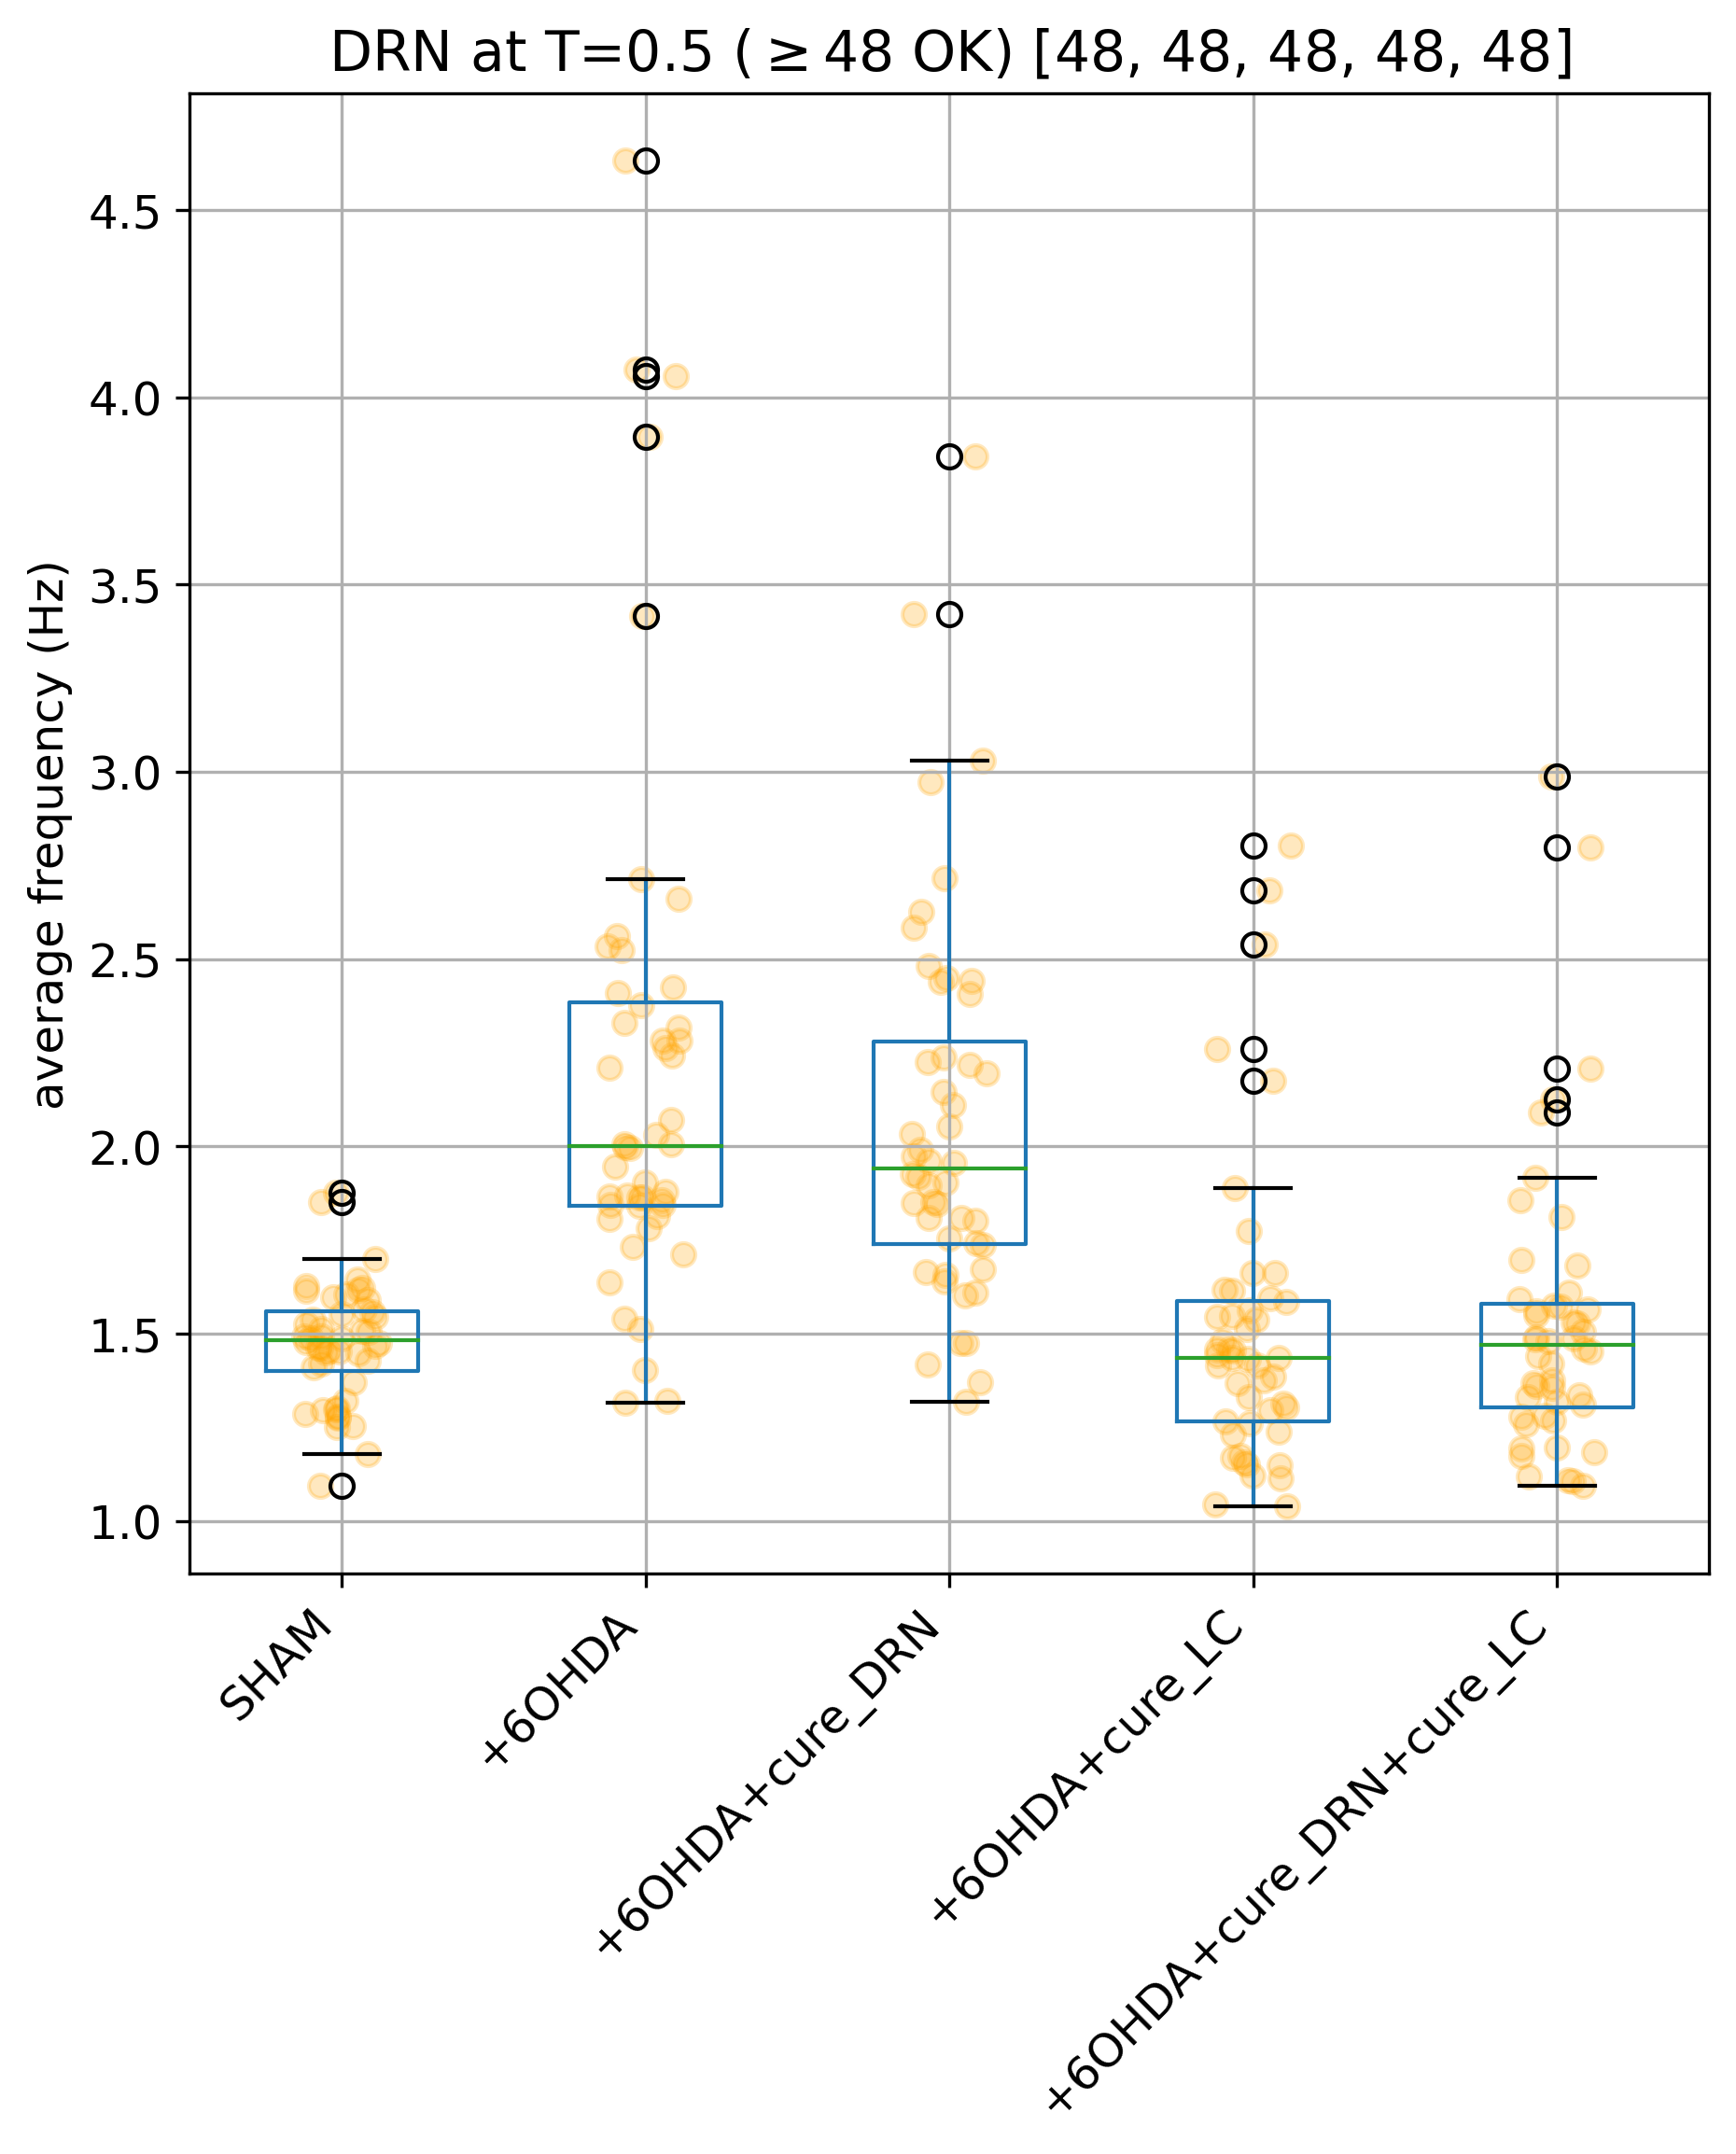 DRN at T=0.5 (≥48 OK) [48, 48, 48, 48, 48]
average frequency (Hz)
4.5
4.0
3.5
3.0
2.5
2.0
1.5
1.0
SHAM
+6OHDA
+6OHDA+cure_DRN
+6OHDA+cure_LC
+6OHDA+cure_DRN+cure_LC